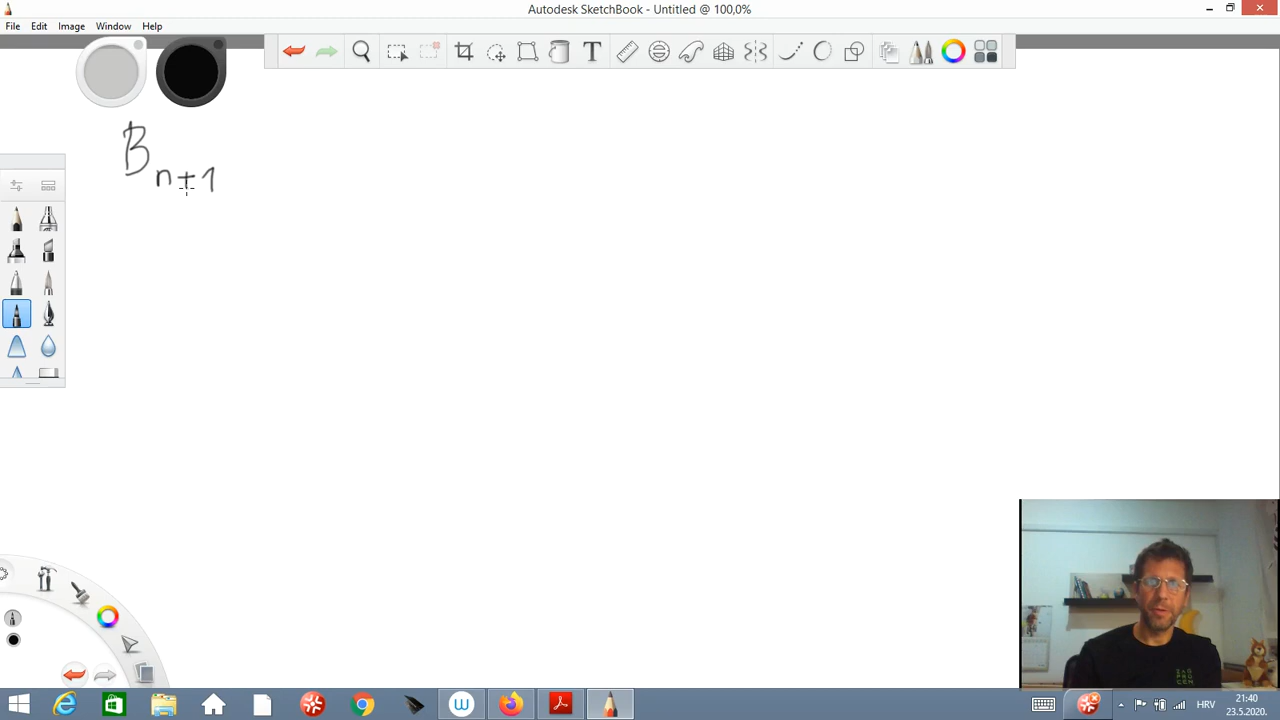 Autodesk SketchBook - Untitled @ 100,0%
File Edit Image Window Help
B
n+1
HRV
21:40
23.5.2020.